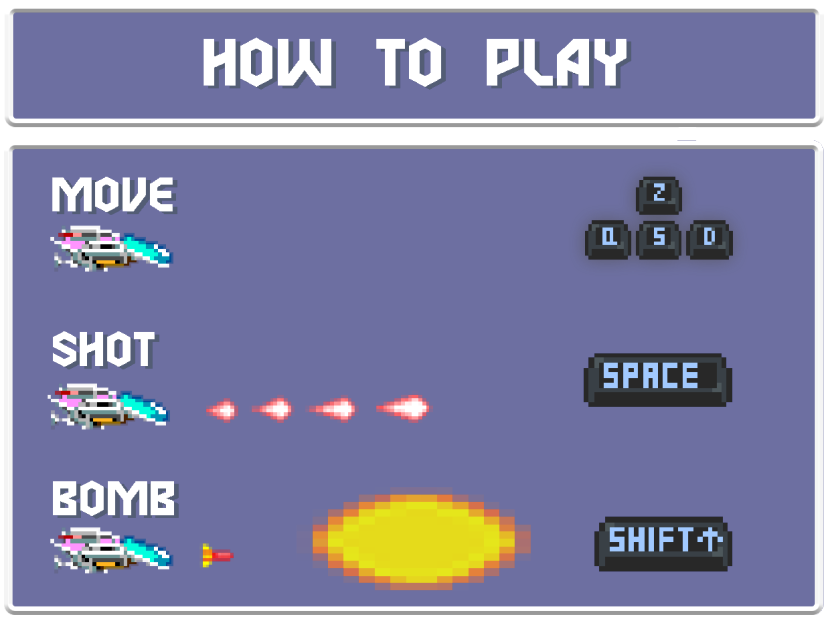 HOW TO PLAY
MOVE
Z
Q S D
SHOT
SPACE
BOMB
SHIFT↑